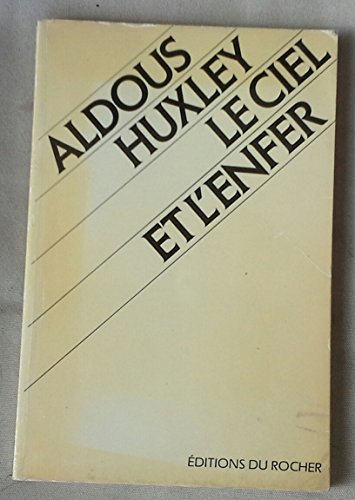 ALDOUS
HUXLEY
LE CIEL
ET L'ENFER
ÉDITIONS DU ROCHER